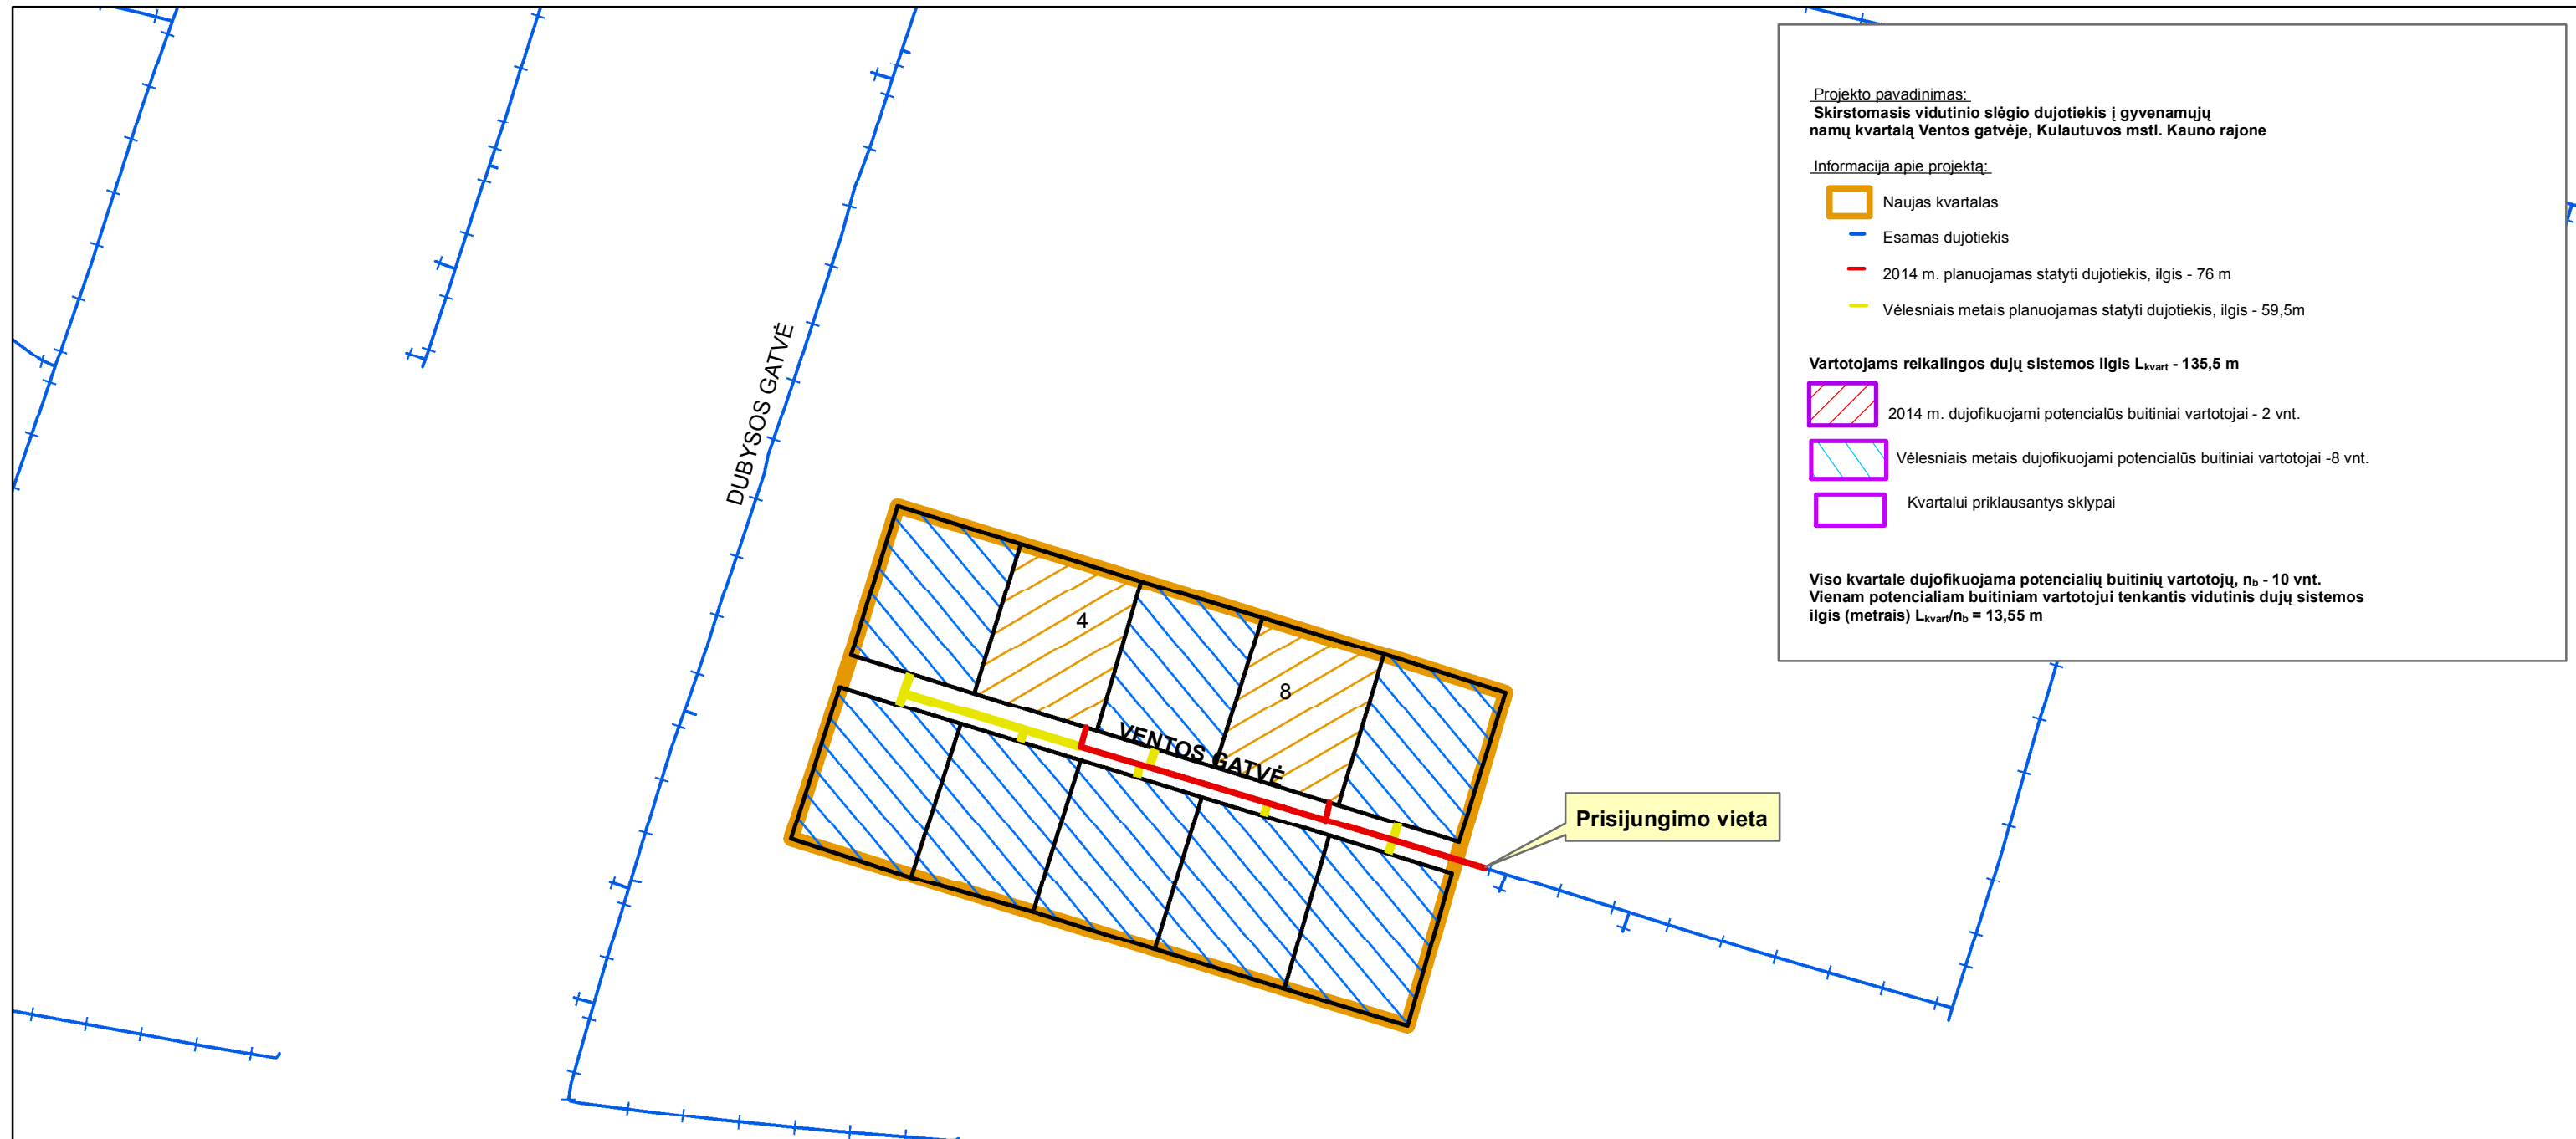 Projekto pavadinimas:
Skirstomasis vidutinio slėgio dujotiekis į gyvenamųjų
namų kvartalą Ventos gatvėje, Kulautuvos mstl. Kauno rajone
Informacija apie projektą:
Naujas kvartalas
Esamas dujotiekis
2014 m. planuojamas statyti dujotiekis, ilgis - 76 m
Vėlesniais metais planuojamas statyti dujotiekis, ilgis - 59,5m
Vartotojams reikalingos dujų sistemos ilgis Lkvart - 135,5 m
2014 m. dujofikuojami potencialūs buitiniai vartotojai - 2 vnt.
Vėlesniais metais dujofikuojami potencialūs buitiniai vartotojai -8 vnt.
Kvartalui priklausantys sklypai
Viso kvartale dujofikuojama potencialių buitinių vartotojų, nb - 10 vnt.
Vienam potencialiam buitiniam vartotojui tenkantis vidutinis dujų sistemos
ilgis (metrais) Lkvart/nb = 13,55 m
DUBYSOS GATVĖ
4
8
VENTOS GATVĖ
Prisijungimo vieta